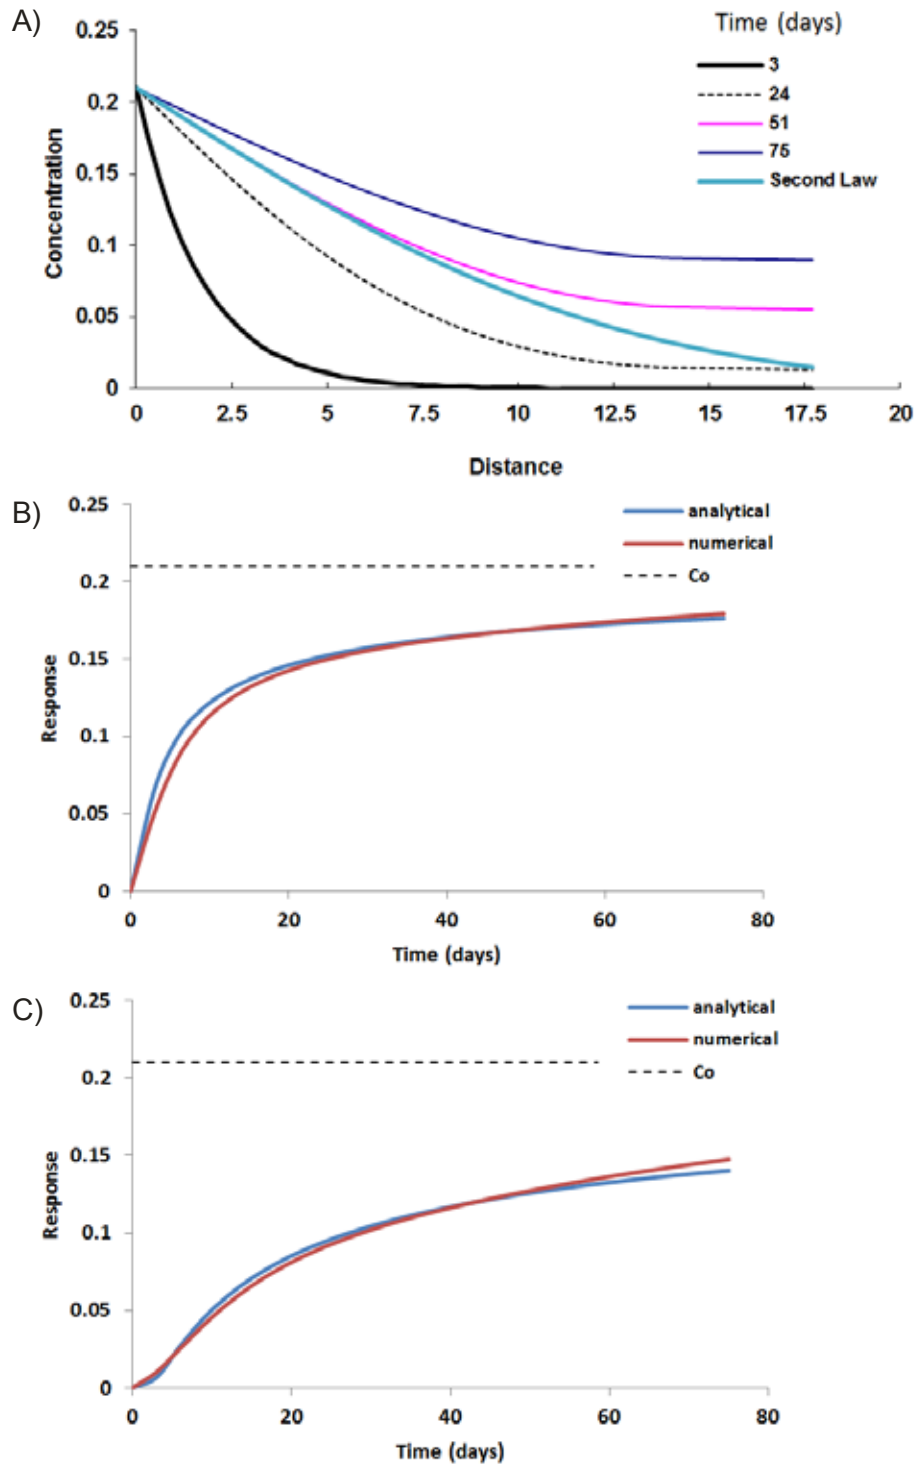 A)
Time (days)
3
24
51
75
Second Law
Concentration
0.25
0.2
0.15
0.1
0.05
0
0 2.5 5 7.5 10 12.5 15 17.5 20
Distance
B)
analytical
numerical
Co
Response
0.25
0.2
0.15
0.1
0.05
0
0 20 40 60 80
Time (days)
C)
analytical
numerical
Co
Response
0.25
0.2
0.15
0.1
0.05
0
0 20 40 60 80
Time (days)